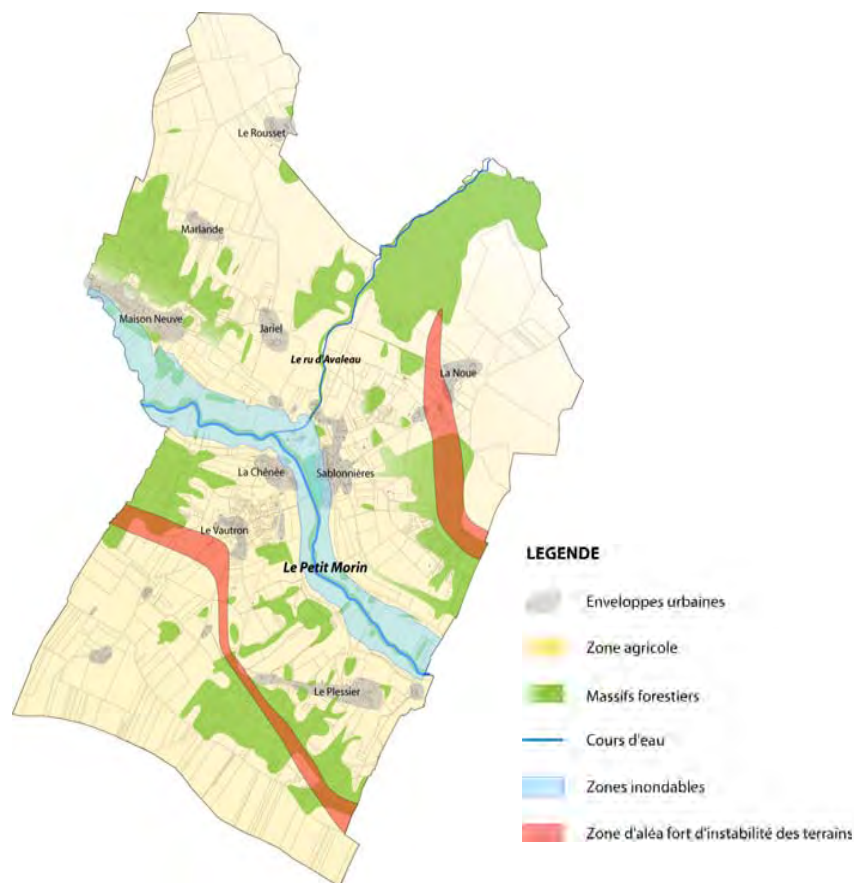 Le Rousset
Marlande
Maison Neuve
Jariel
Le ru d'Avaleau
La Noue
La Chênée
Sablonnières
Le Vautron
Le Petit Morin
Le Plessier
LEGENDE
Enveloppes urbaines
Zone agricole
Massifs forestiers
Cours d'eau
Zones inondables
Zone d'aléa fort d'instabilité des terrains